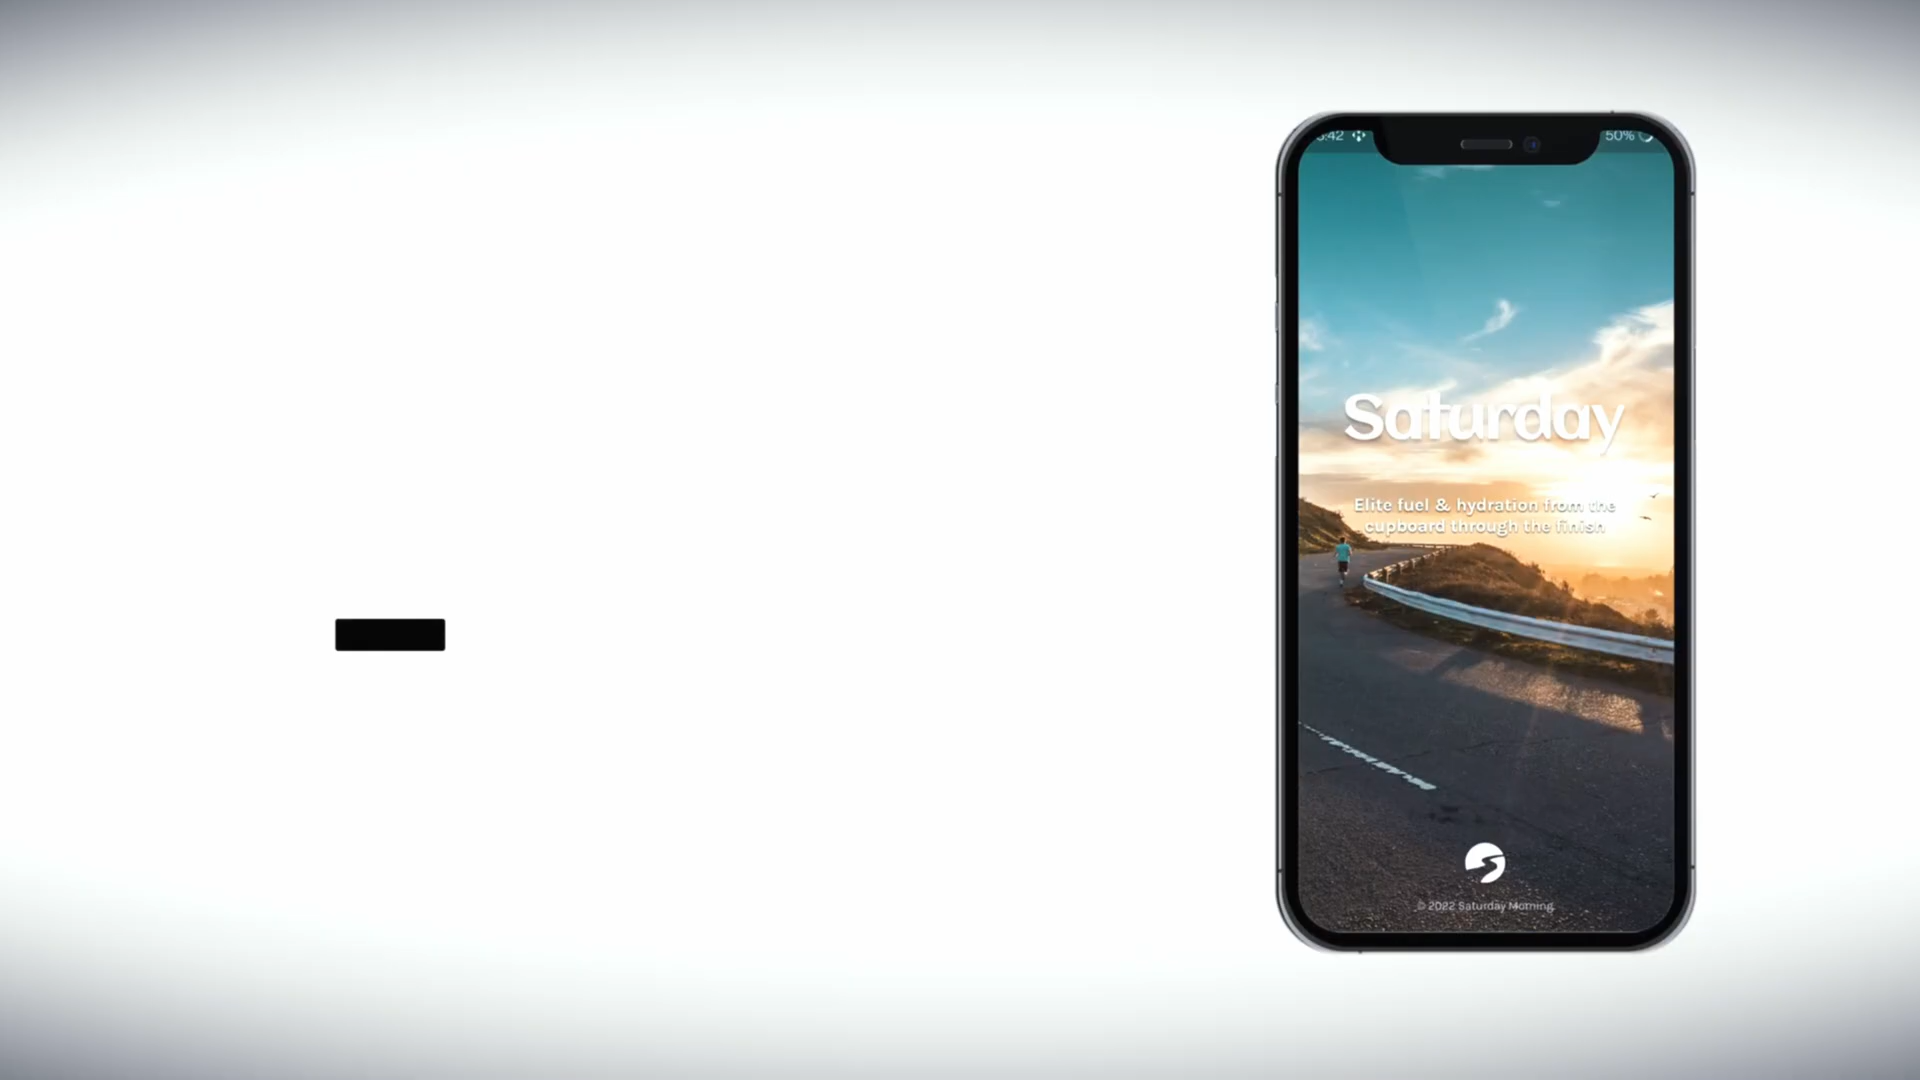 50%
Saturday
Elite fuel & hydration from the
cupboard through the finish
© 2022 Saturday Morning